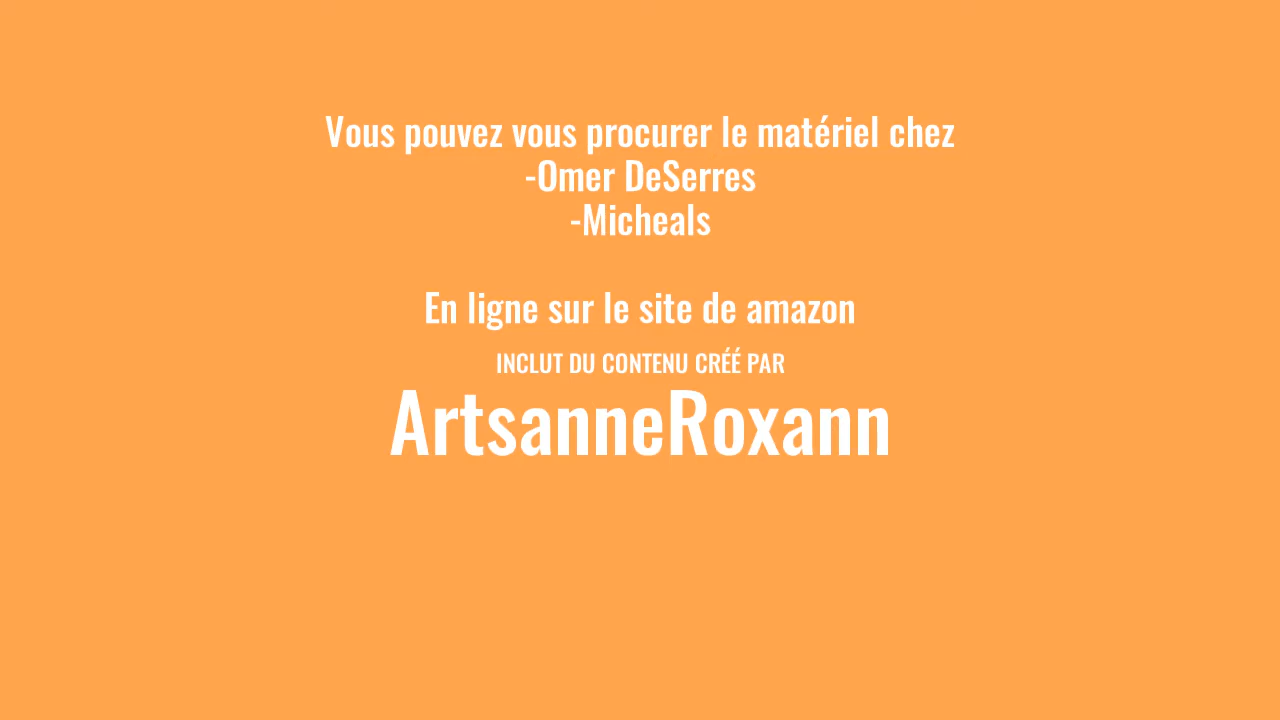 Vous pouvez vous procurer le matériel chez
-Omer DeSerres
-Micheals
En ligne sur le site de amazon
INCLUT DU CONTENU CRÉÉ PAR
ArtsanneRoxann